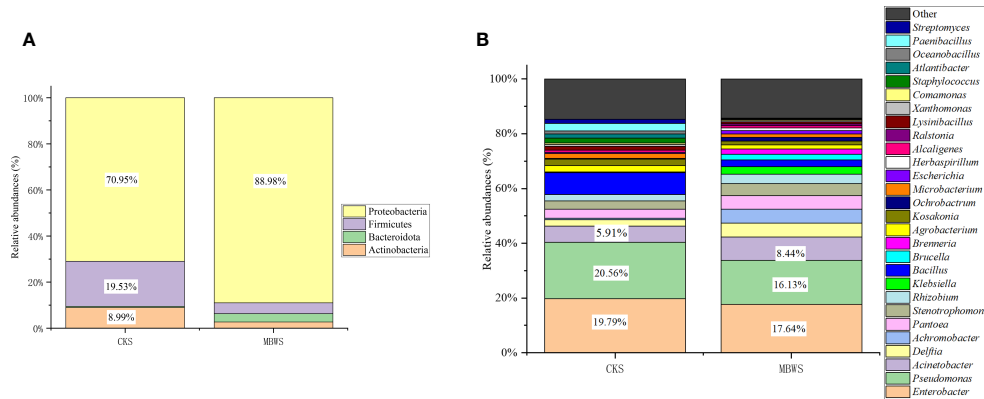 A
Relative abundances (%)
100%
80%
60%
40%
20%
0%
70.95%
19.53%
8.99%
88.98%
CKS
MBWS
Proteobacteria
Firmicutes
Bacteroidota
Actinobacteria
B
Relative abundances (%)
100%
80%
60%
40%
20%
0%
5.91%
20.56%
19.79%
8.44%
16.13%
17.64%
CKS
MBWS
Other
Streptomyces
Paenibacillus
Oceanobacillus
Atlantibacter
Staphylococcus
Comamonas
Xanthomonas
Lysinibacillus
Ralstonia
Alcaligenes
Herbaspirillum
Escherichia
Microbacterium
Ochrobactrum
Kosakonia
Agrobacterium
Brenneria
Brucella
Bacillus
Klebsiella
Rhizobium
Stenotrophomon
Pantoea
Achromobacter
Delftia
Acinetobacter
Pseudomonas
Enterobacter